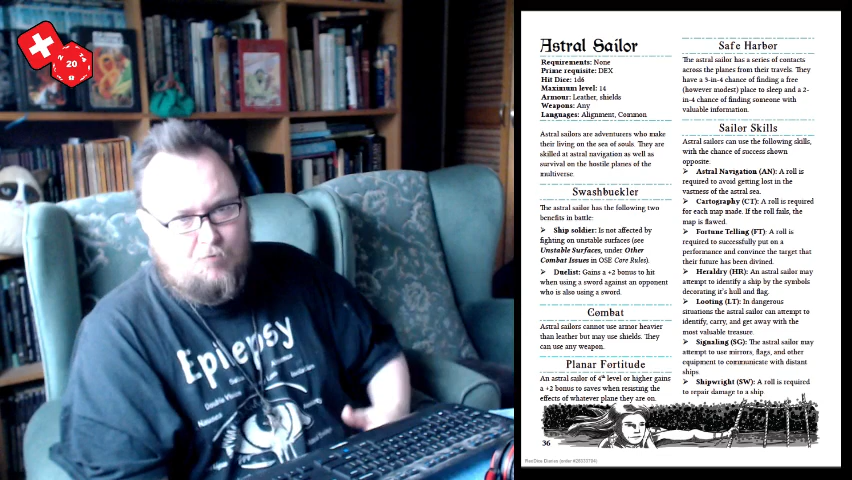 20
Epilepsy
Astral Sailor
Requirements: None
Prime requisite: DEX
Hit Dice: 1d6
Maximum level: 14
Armour: Leather, shields
Weapons: Any
Languages: Alignment, Common
Astral sailors are adventurers who make
their living on the sea of souls. They are
skilled at astral navigation as well as
survival on the hostile planes of the
multiverse.
Swashbuckler
The astral sailor has the following two
benefits in battle:
➤ Ship soldier: Is not affected by
fighting on unstable surfaces (see
Unstable Surfaces, under Other
Combat Issues in OSE Core Rules).
➤ Duelist: Gains a +2 bonus to hit
when using a sword against an opponent
who is also using a sword.
Combat
Astral sailors cannot use armor heavier
than leather but may use shields. They
can use any weapon.
Planar Fortitude
An astral sailor of 4th level or higher gains
a +2 bonus to saves when resisting the
effects of whatever plane they are on.
36
Safe Harbor
The astral sailor has a series of contacts
across the planes from their travels. They
have a 3-in-4 chance of finding a free
(however modest) place to sleep and a 2-
in-4 chance of finding someone with
valuable information.
Sailor Skills
Astral sailors can use the following skills,
with the chance of success shown
opposite.
➤ Astral Navigation (AN): A roll is
required to avoid getting lost in the
vastness of the astral sea.
➤ Cartography (CT): A roll is required
for each map made. If the roll fails, the
map is flawed.
➤ Fortune Telling (FT): A roll is
required to successfully put on a
performance and convince the target that
their future has been divined.
➤ Heraldry (HR): An astral sailor may
attempt to identify a ship by the symbols
decorating it's hull and flag.
➤ Looting (LT): In dangerous
situations the astral sailor can attempt to
identify, carry, and get away with the
most valuable treasure.
➤ Signaling (SG): The astral sailor may
attempt to use mirrors, flags, and other
equipment to communicate with distant
ships.
➤ Shipwright (SW): A roll is required
to repair damage to a ship.